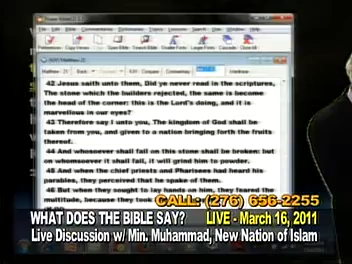 Matthew 21
KJV
Compare
Commentary
42 Jesus saith unto them, Did ye never read in the scriptures,
The stone which the builders rejected, the same is become
the head of the corner: this is the Lord's doing, and it is
marvellous in our eyes?
43 Therefore say I unto you, The kingdom of God shall be
taken from you, and given to a nation bringing forth the fruits
thereof.
44 And whosoever shall fall on this stone shall be broken: but
on whomsoever it shall fall, it will grind him to powder.
45 And when the chief priests and Pharisees had heard his
parables, they perceived that he spake of them.
46 But when they sought to lay hands on him, they feared the
multitude, because they took
CALL: (276) 656-2255
WHAT DOES THE BIBLE SAY? LIVE - March 16, 2011
Live Discussion w/ Min. Muhammad, New Nation of Islam